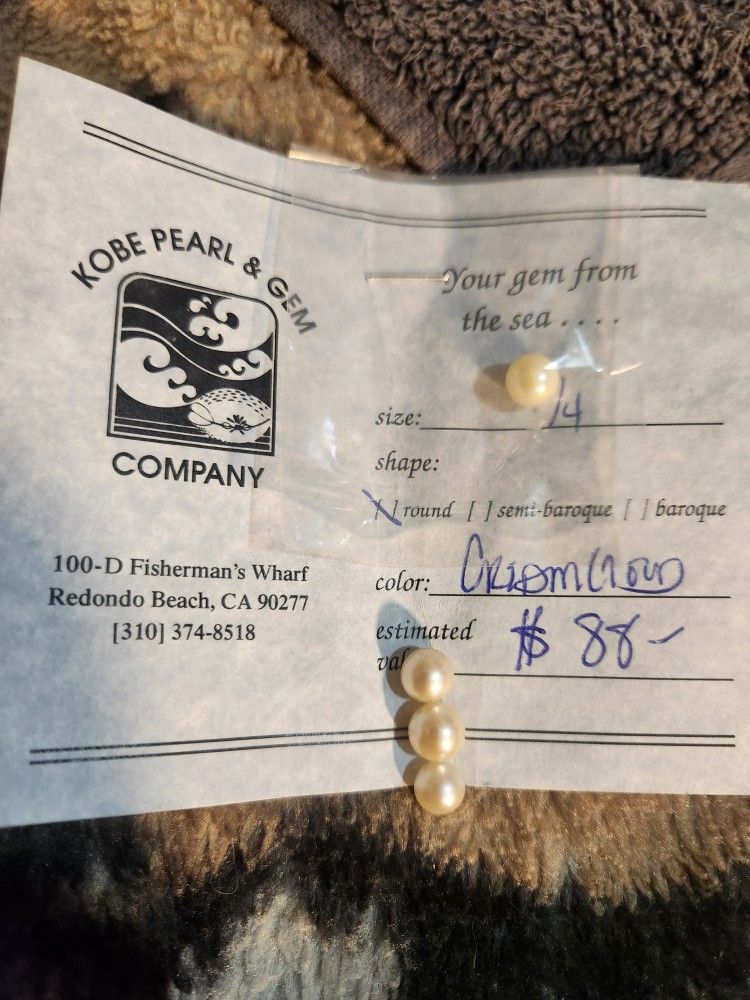 KOBE PEARL & GEM
COMPANY
100-D Fisherman's Wharf
Redondo Beach, CA 90277
[310] 374-8518
Your gem from
the sea . . . .
size: /4
shape:
[X] round [ ] semi-baroque [ ] baroque
color:
estimated $ 88-
val